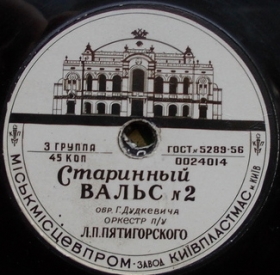 3 ГРУППА
45 КОП
ГОСТ 5289-56
0024014
Старинный
ВАЛЬС №2
ОБР. Г. ДУДКЕВИЧА
ОРКЕСТР П/У
Л.П.ПЯТИГОРСКОГО
МІСЬКМІСЦЕВПРОМ-ЗАВОД КИЇВПЛАСТМАС. КИЇВ